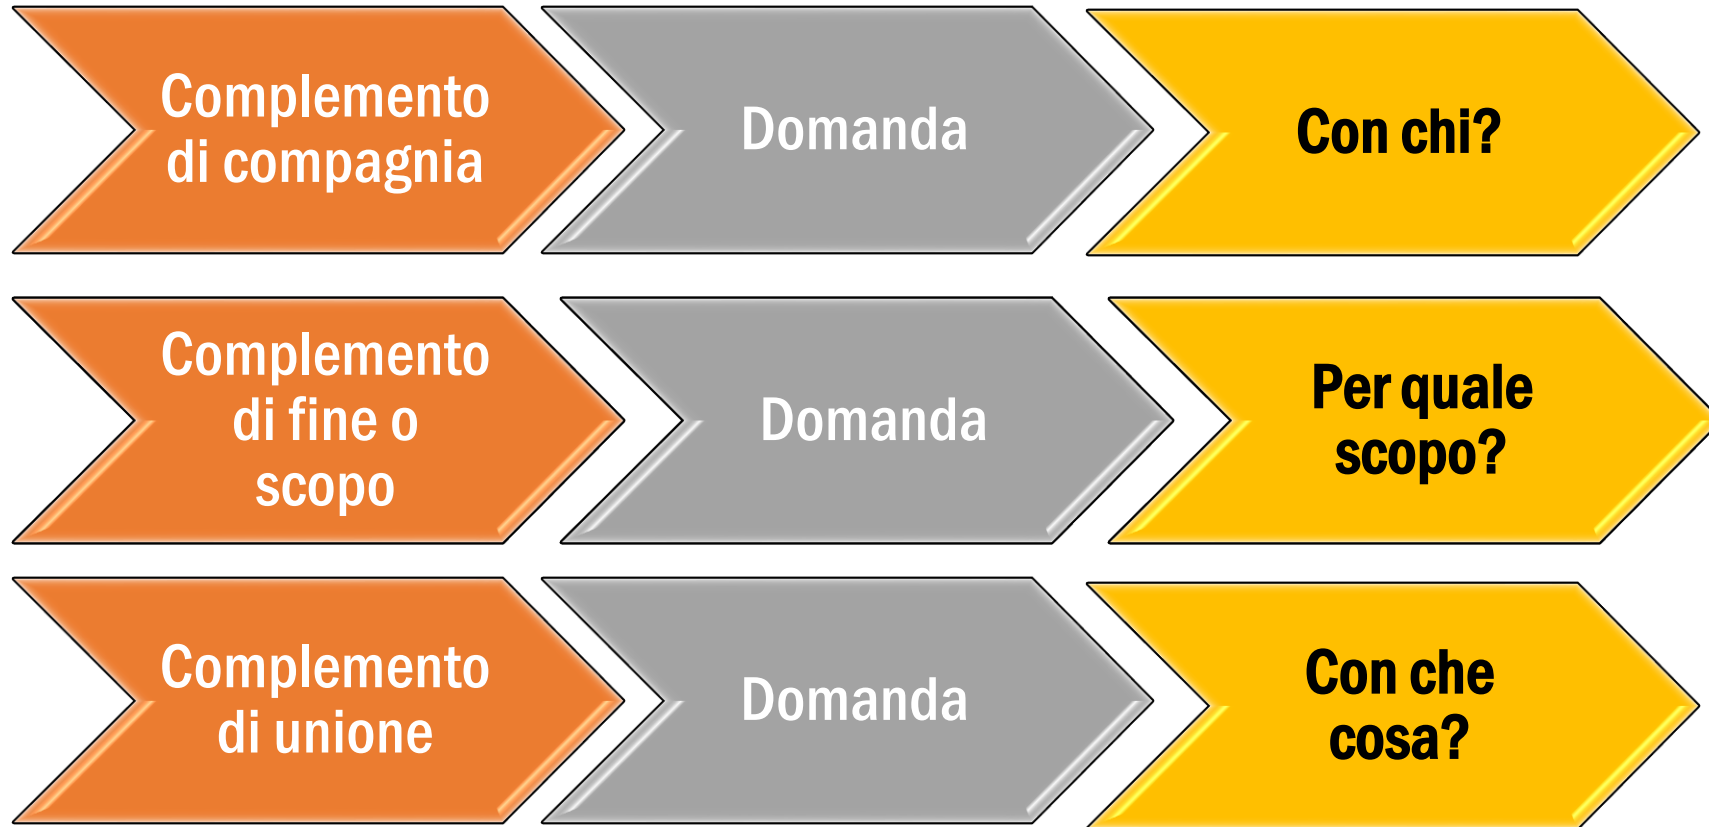 Complemento
di compagnia
Domanda
Con chi?
Complemento
di fine o
scopo
Domanda
Per quale
scopo?
Complemento
di unione
Domanda
Con che
cosa?